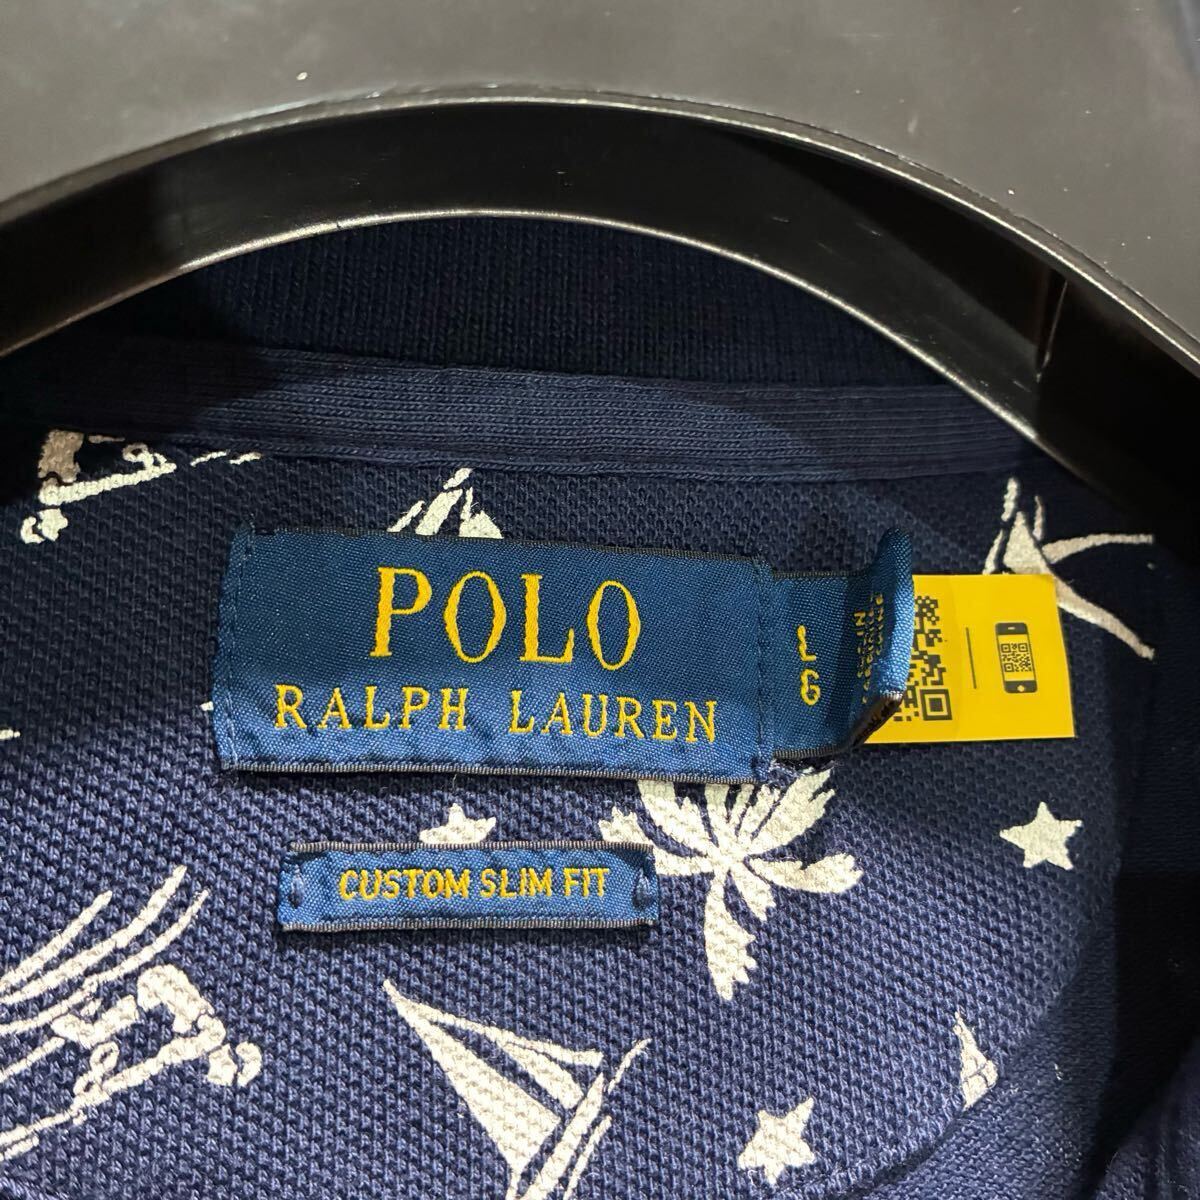 POLO
RALPH LAUREN
L
G
CUSTOM SLIM FIT